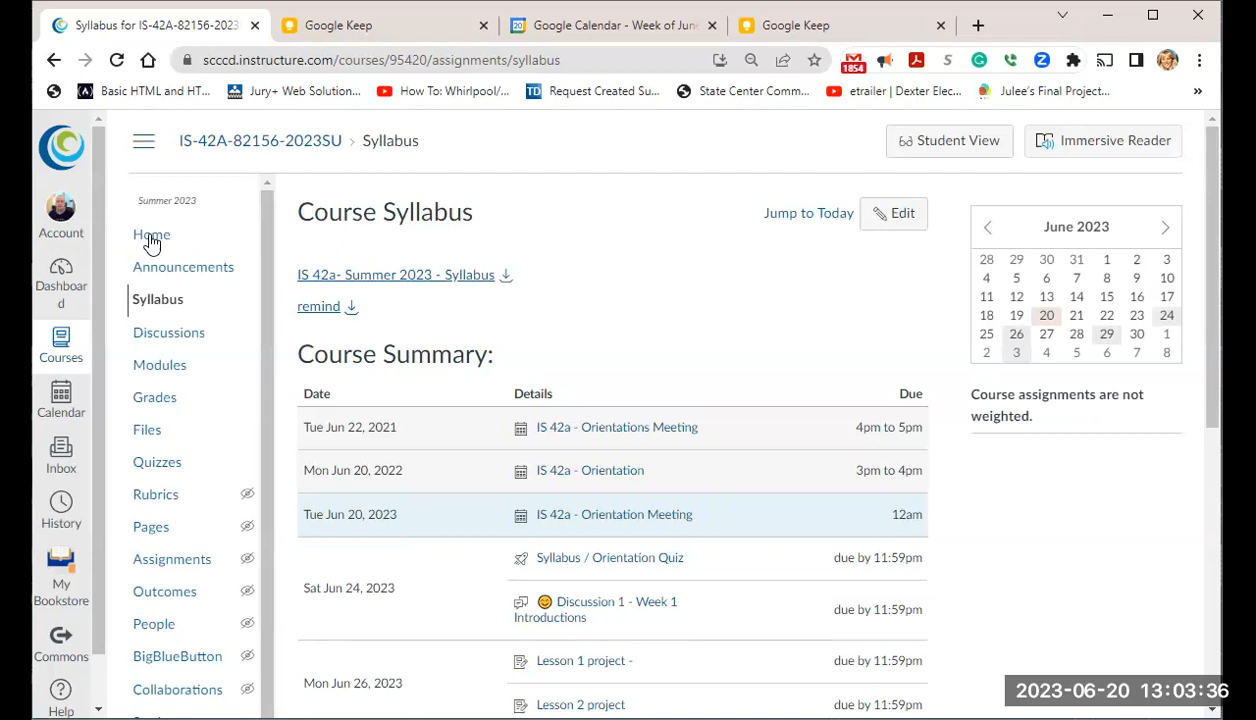 Syllabus for IS-42A-82156-2023
Google Keep
Google Calendar - Week of June
Google Keep
scccd.instructure.com/courses/95420/assignments/syllabus
1854
Basic HTML and HT...
Jury+ Web Solution...
How To: Whirlpool/...
Request Created Su...
State Center Comm...
etrailer | Dexter Elec...
Julee's Final Project...
IS-42A-82156-2023SU › Syllabus
Student View
Immersive Reader
Account
Dashboar
d
Courses
Calendar
Inbox
History
My
Bookstore
Commons
Help
Summer 2023
Home
Announcements
Syllabus
Discussions
Modules
Grades
Files
Quizzes
Rubrics
Pages
Assignments
Outcomes
People
BigBlueButton
Collaborations
Course Syllabus
Jump to Today
Edit
IS 42a- Summer 2023 - Syllabus
remind
Course Summary:
Date Details Due
Tue Jun 22, 2021 IS 42a - Orientations Meeting 4pm to 5pm
Mon Jun 20, 2022 IS 42a - Orientation 3pm to 4pm
Tue Jun 20, 2023 IS 42a - Orientation Meeting 12am
Sat Jun 24, 2023 Syllabus / Orientation Quiz due by 11:59pm
😊 Discussion 1 - Week 1
Introductions due by 11:59pm
Mon Jun 26, 2023 Lesson 1 project - due by 11:59pm
Lesson 2 project due by 11:59pm
June 2023
28 29 30 31 1 2 3
4 5 6 7 8 9 10
11 12 13 14 15 16 17
18 19 20 21 22 23 24
25 26 27 28 29 30 1
2 3 4 5 6 7 8
Course assignments are not
weighted.
2023-06-20 13:03:36